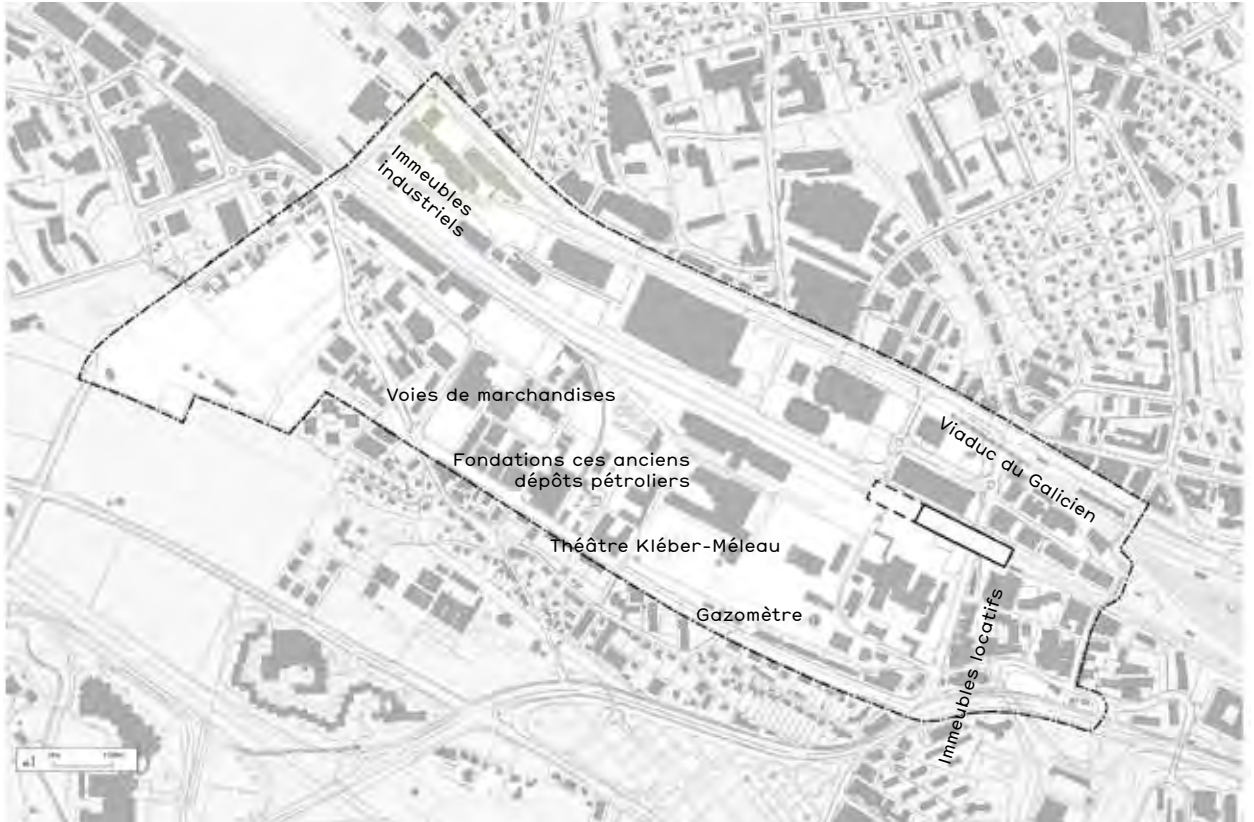 Immeubles
industriels
Voies de marchandises
Fondations ces anciens
dépôts pétroliers
Viaduc du Galicien
Théâtre Kléber-Méleau
Gazomètre
Immeubles locatifs